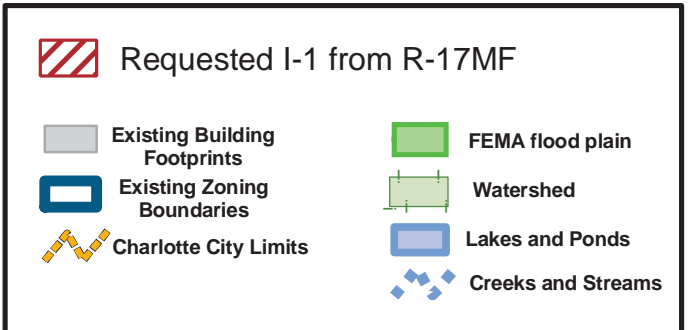 Requested I-1 from R-17MF
Existing Building
Footprints
Existing Zoning
Boundaries
Charlotte City Limits
FEMA flood plain
Watershed
Lakes and Ponds
Creeks and Streams